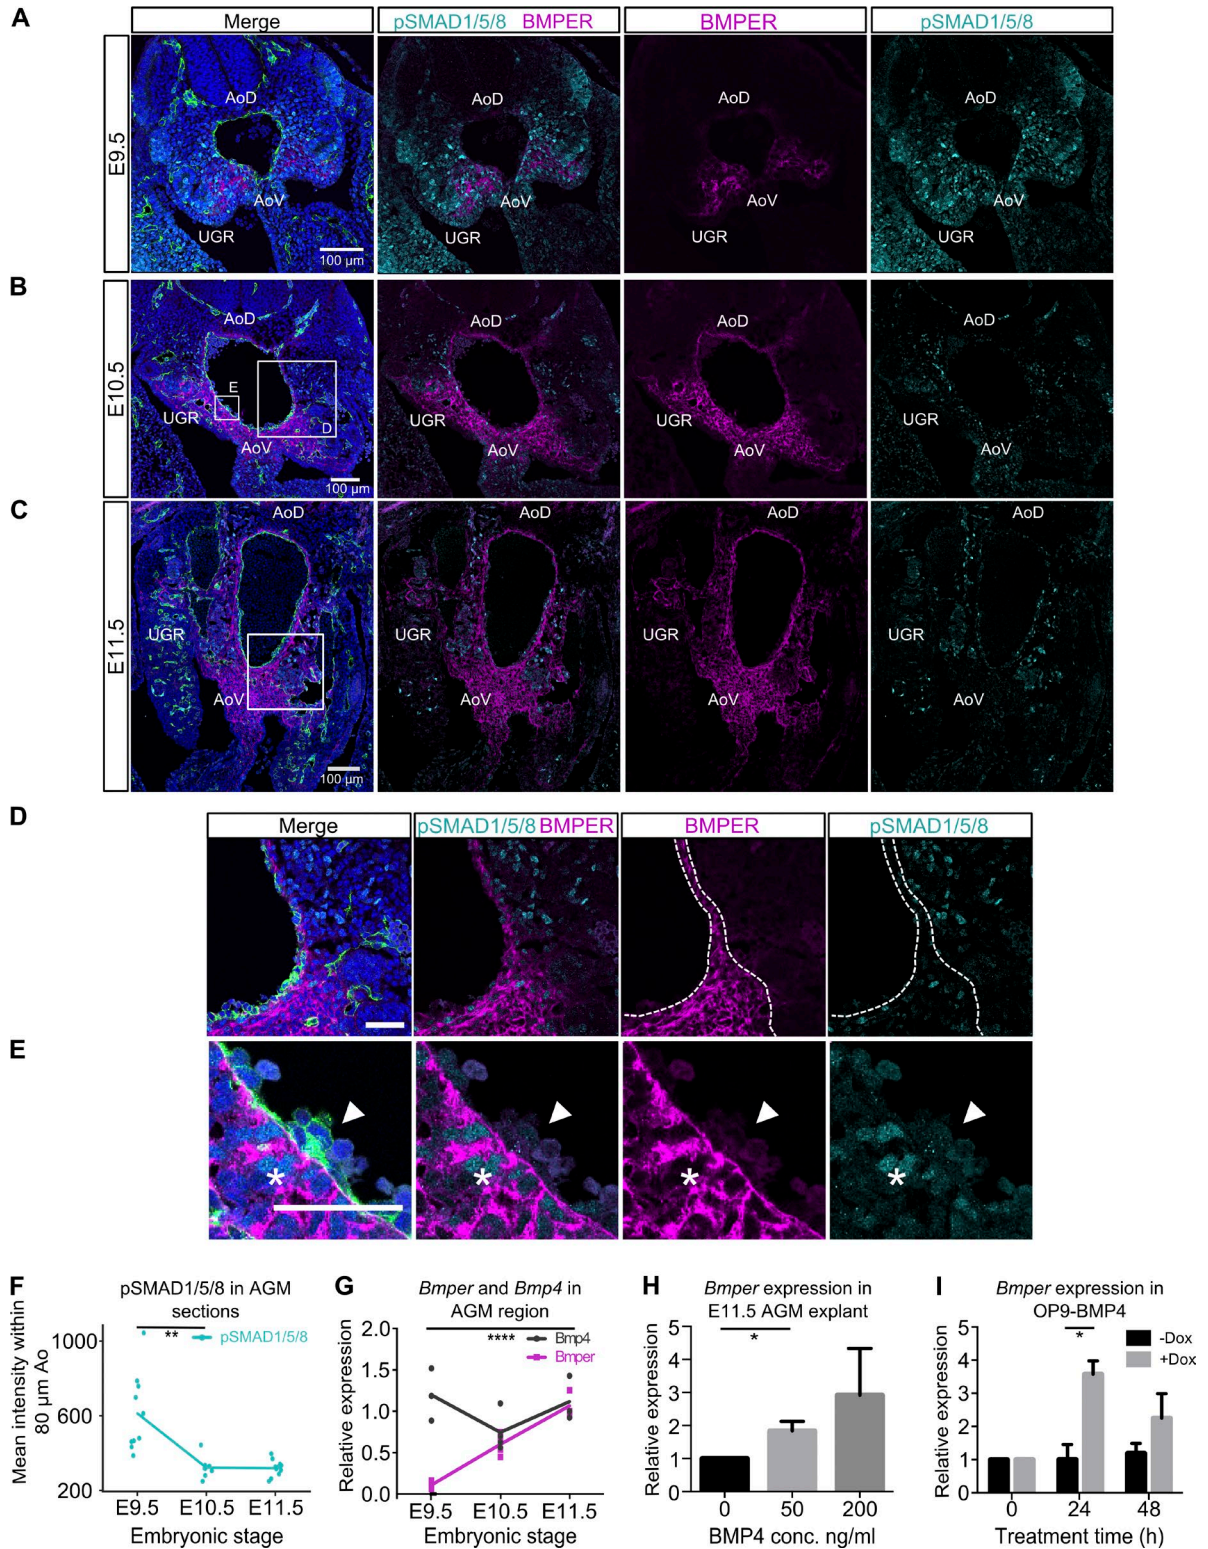 A
Merge
pSMAD1/5/8 BMPER
BMPER
pSMAD1/5/8
E9.5
AoD
AoV
UGR
100 µm
AoD
AoV
UGR
AoD
AoV
UGR
AoD
AoV
UGR
B
E10.5
AoD
E
D
UGR
AoV
100 µm
AoD
UGR
AoV
AoD
UGR
AoV
AoD
UGR
AoV
C
E11.5
AoD
UGR
AoV
100 µm
AoD
UGR
AoV
AoD
UGR
AoV
AoD
UGR
AoV
D
Merge
pSMAD1/5/8 BMPER
BMPER
pSMAD1/5/8
E
*
*
*
*
F
pSMAD1/5/8 in AGM
sections
Mean intensity within
80 µm Ao
1000
600
200
**
pSMAD1/5/8
E9.5 E10.5 E11.5
Embryonic stage
G
Bmper and Bmp4 in
AGM region
Relative expression
2.0
1.5
1.0
0.5
0.0
****
Bmp4
Bmper
E9.5 E10.5 E11.5
Embryonic stage
H
Bmper expression in
E11.5 AGM explant
Relative expression
5
4
3
2
1
0
*
0 50 200
BMP4 conc. ng/ml
I
Bmper expression in
OP9-BMP4
Relative expression
5
4
3
2
1
0
*
-Dox
+Dox
0 24 48
Treatment time (h)